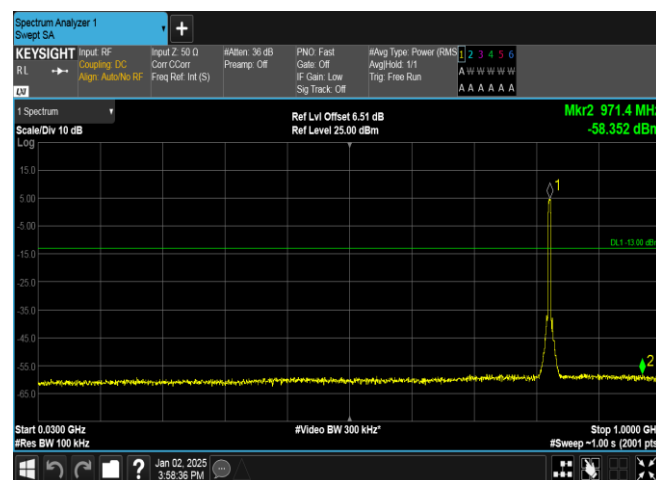 Spectrum Analyzer 1
Swept SA
KEYSIGHT
RL
LXI
Input: RF
Coupling: DC
Align: Auto/No RF
Input Z: 50 Ω
Corr CCorr
Freq Ref: Int (S)
#Atten: 36 dB
Preamp: Off
PNO: Fast
Gate: Off
IF Gain: Low
Sig Track: Off
#Avg Type: Power (RMS
Avg|Hold: 1/1
Trig: Free Run
1 2 3 4 5 6
A W W W W W
A A A A A A
1 Spectrum
Scale/Div 10 dB
Log
Ref Lvl Offset 6.51 dB
Ref Level 25.00 dBm
Mkr2 971.4 MHz
-58.352 dBm
15.0
5.00
-5.00
-15.0
-25.0
-35.0
-45.0
-55.0
-65.0
1
DL1 -13.00 dBm
2
Start 0.0300 GHz
#Res BW 100 kHz
#Video BW 300 kHz*
Stop 1.0000 GH
#Sweep ~1.00 s (2001 pts
Jan 02, 2025
3:58:36 PM